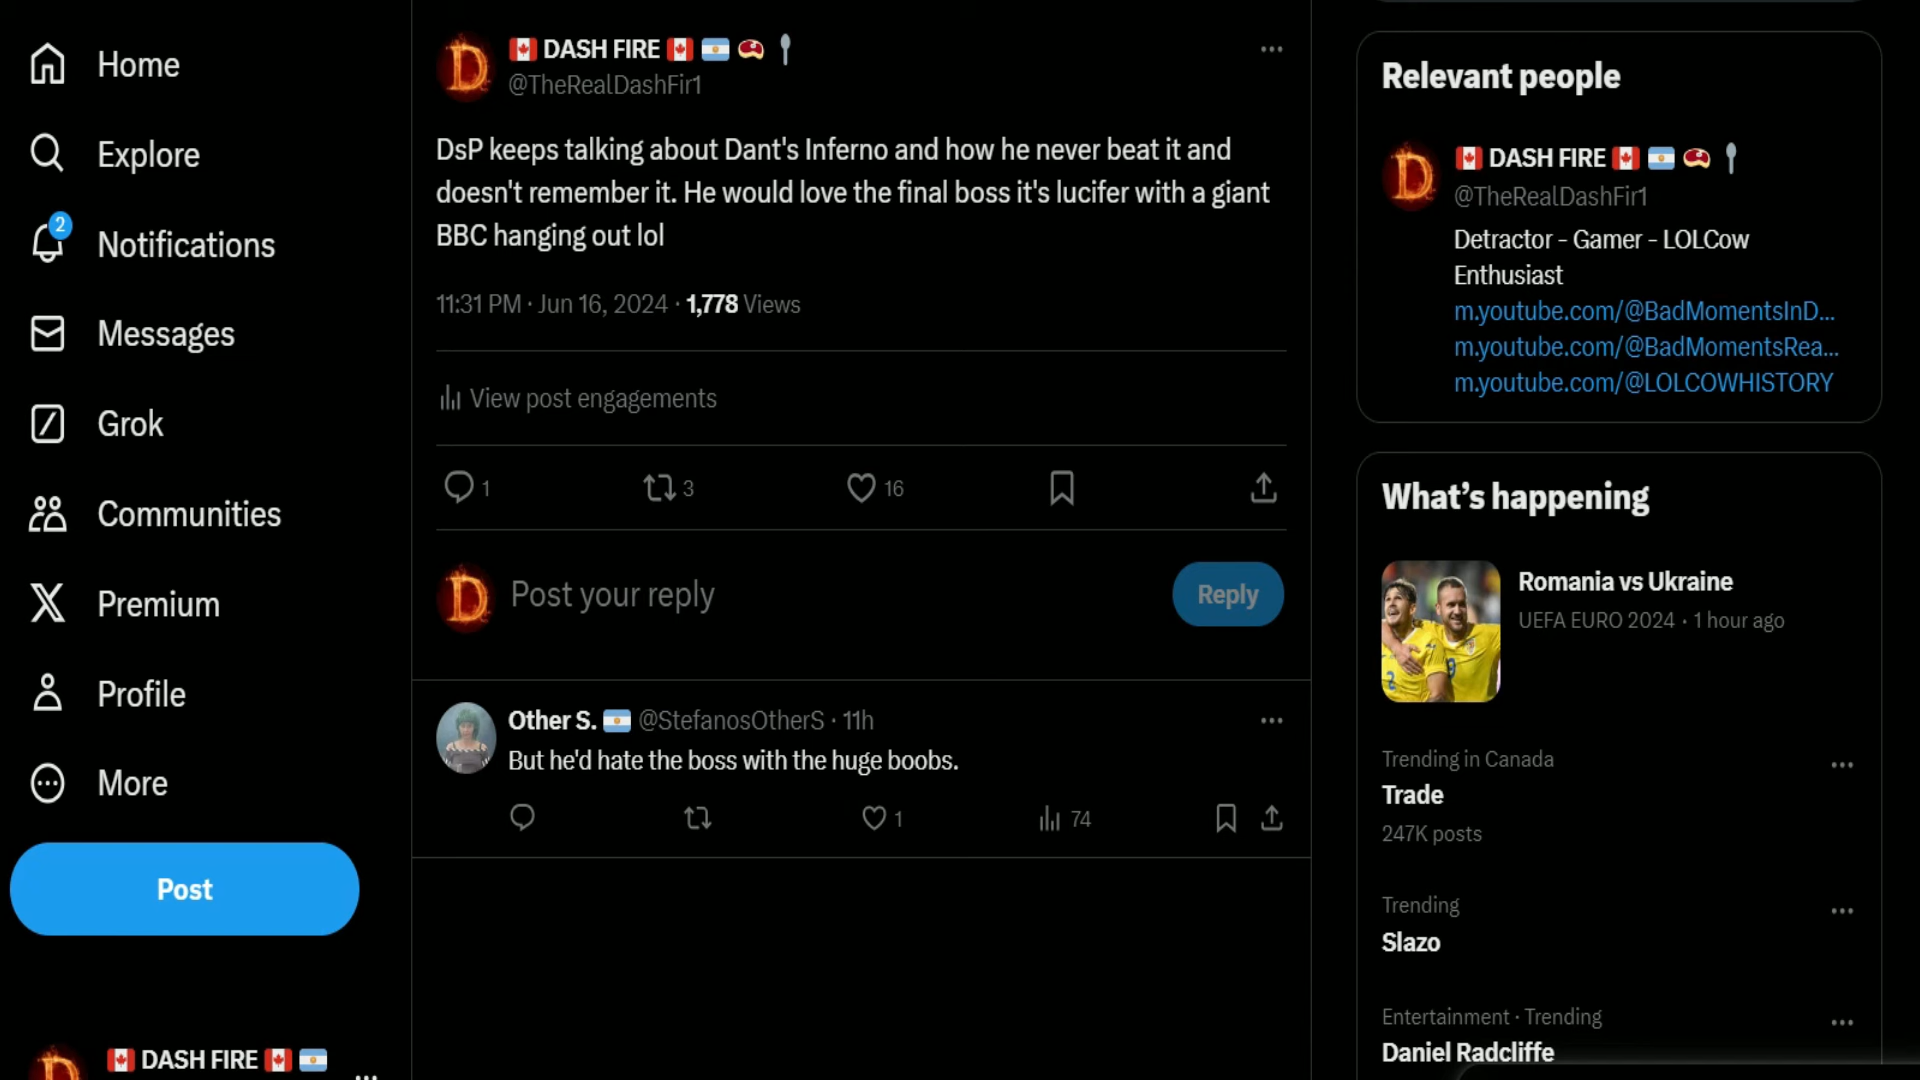 Home
Explore
2
Notifications
Messages
Grok
Communities
Premium
Profile
More
Post
DASH FIRE
DASH FIRE
@TheRealDashFir1
DsP keeps talking about Dant's Inferno and how he never beat it and
doesn't remember it. He would love the final boss it's lucifer with a giant
BBC hanging out lol
11:31 PM · Jun 16, 2024 · 1,778 Views
View post engagements
1 3 16
Post your reply
Reply
Other S. @StefanosOtherS · 11h
But he'd hate the boss with the huge boobs.
1 74
Relevant people
DASH FIRE
@TheRealDashFir1
Detractor - Gamer - LOLCow
Enthusiast
m.youtube.com/@BadMomentsInD...
m.youtube.com/@BadMomentsRea...
m.youtube.com/@LOLCOWHISTORY
What's happening
Romania vs Ukraine
UEFA EURO 2024 · 1 hour ago
Trending in Canada
Trade
247K posts
Trending
Slazo
Entertainment · Trending
Daniel Radcliffe